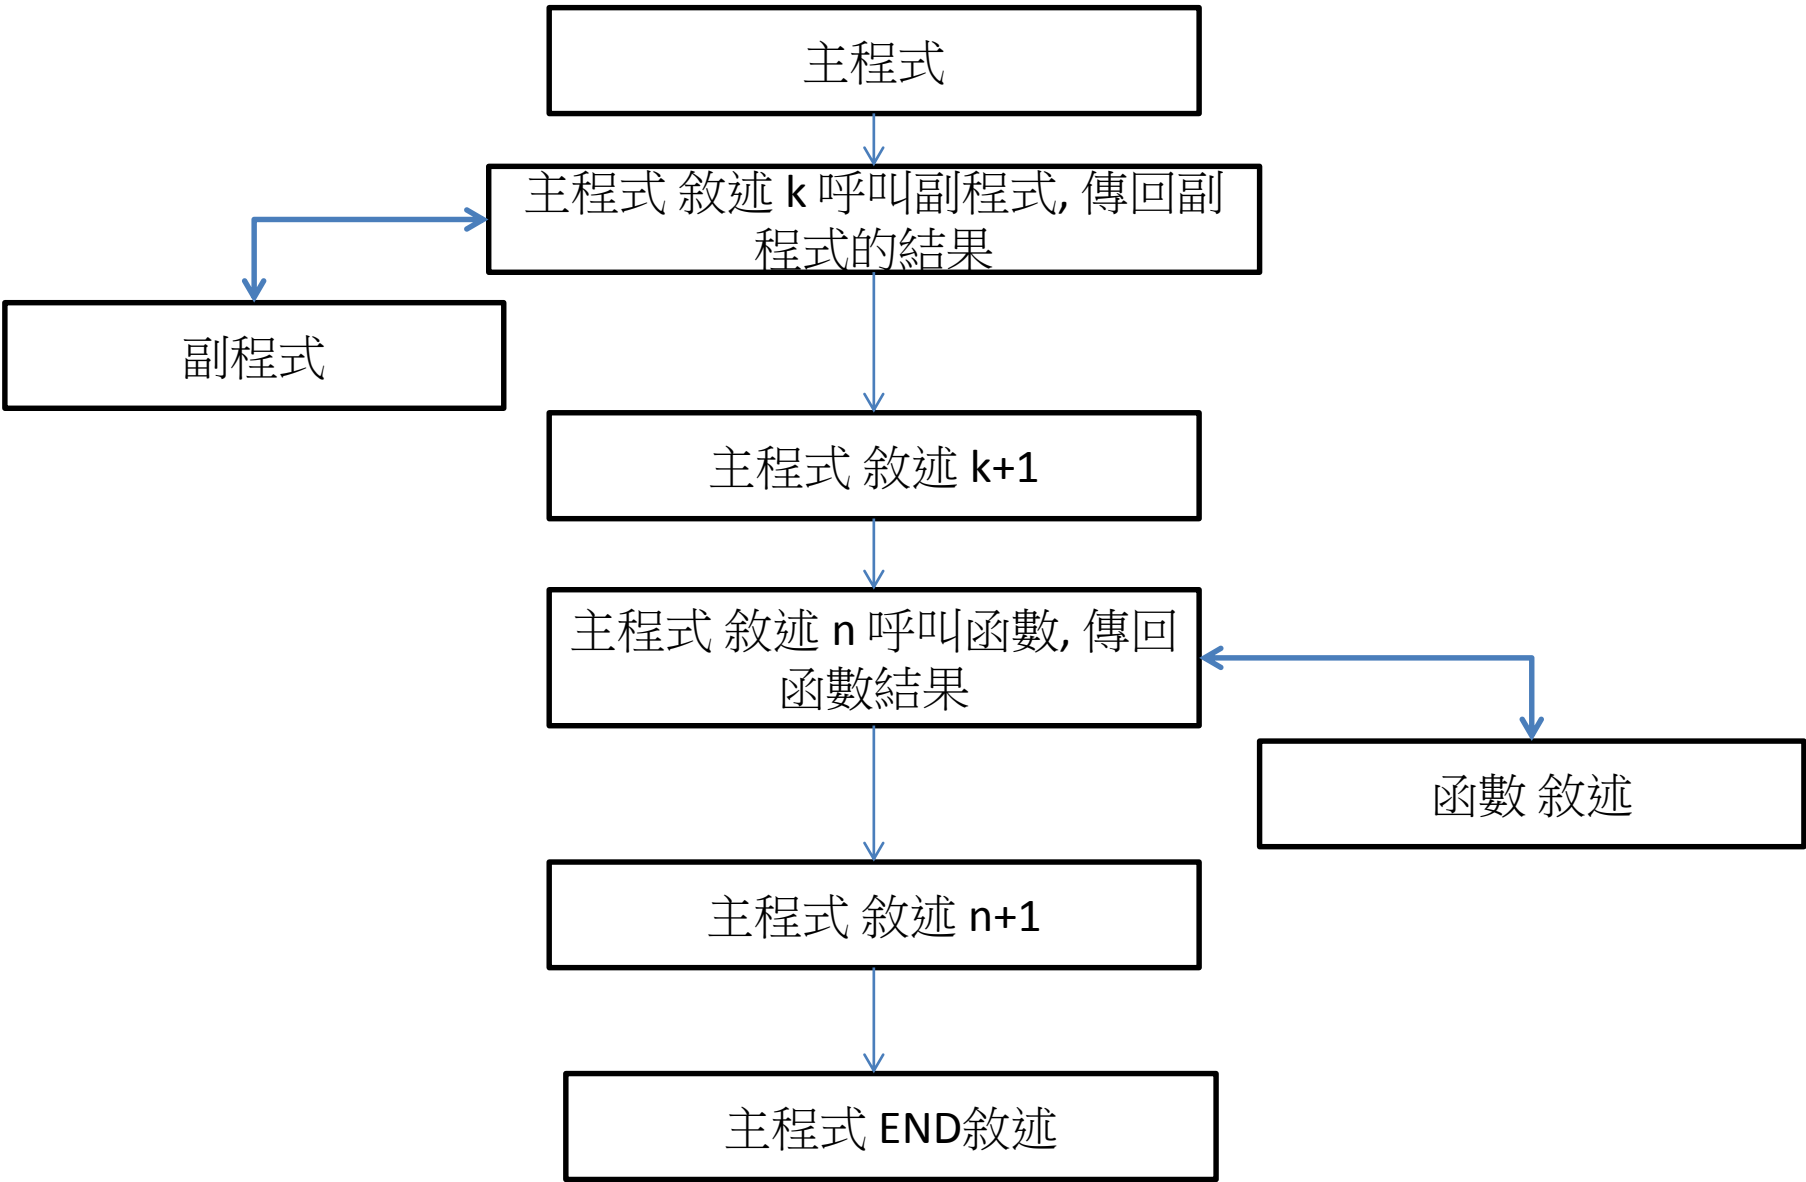 主程式
主程式 敘述 k 呼叫副程式, 傳回副
程式的結果
副程式
主程式 敘述 k+1
主程式 敘述 n 呼叫函數, 傳回
函數結果
函數 敘述
主程式 敘述 n+1
主程式 END敘述